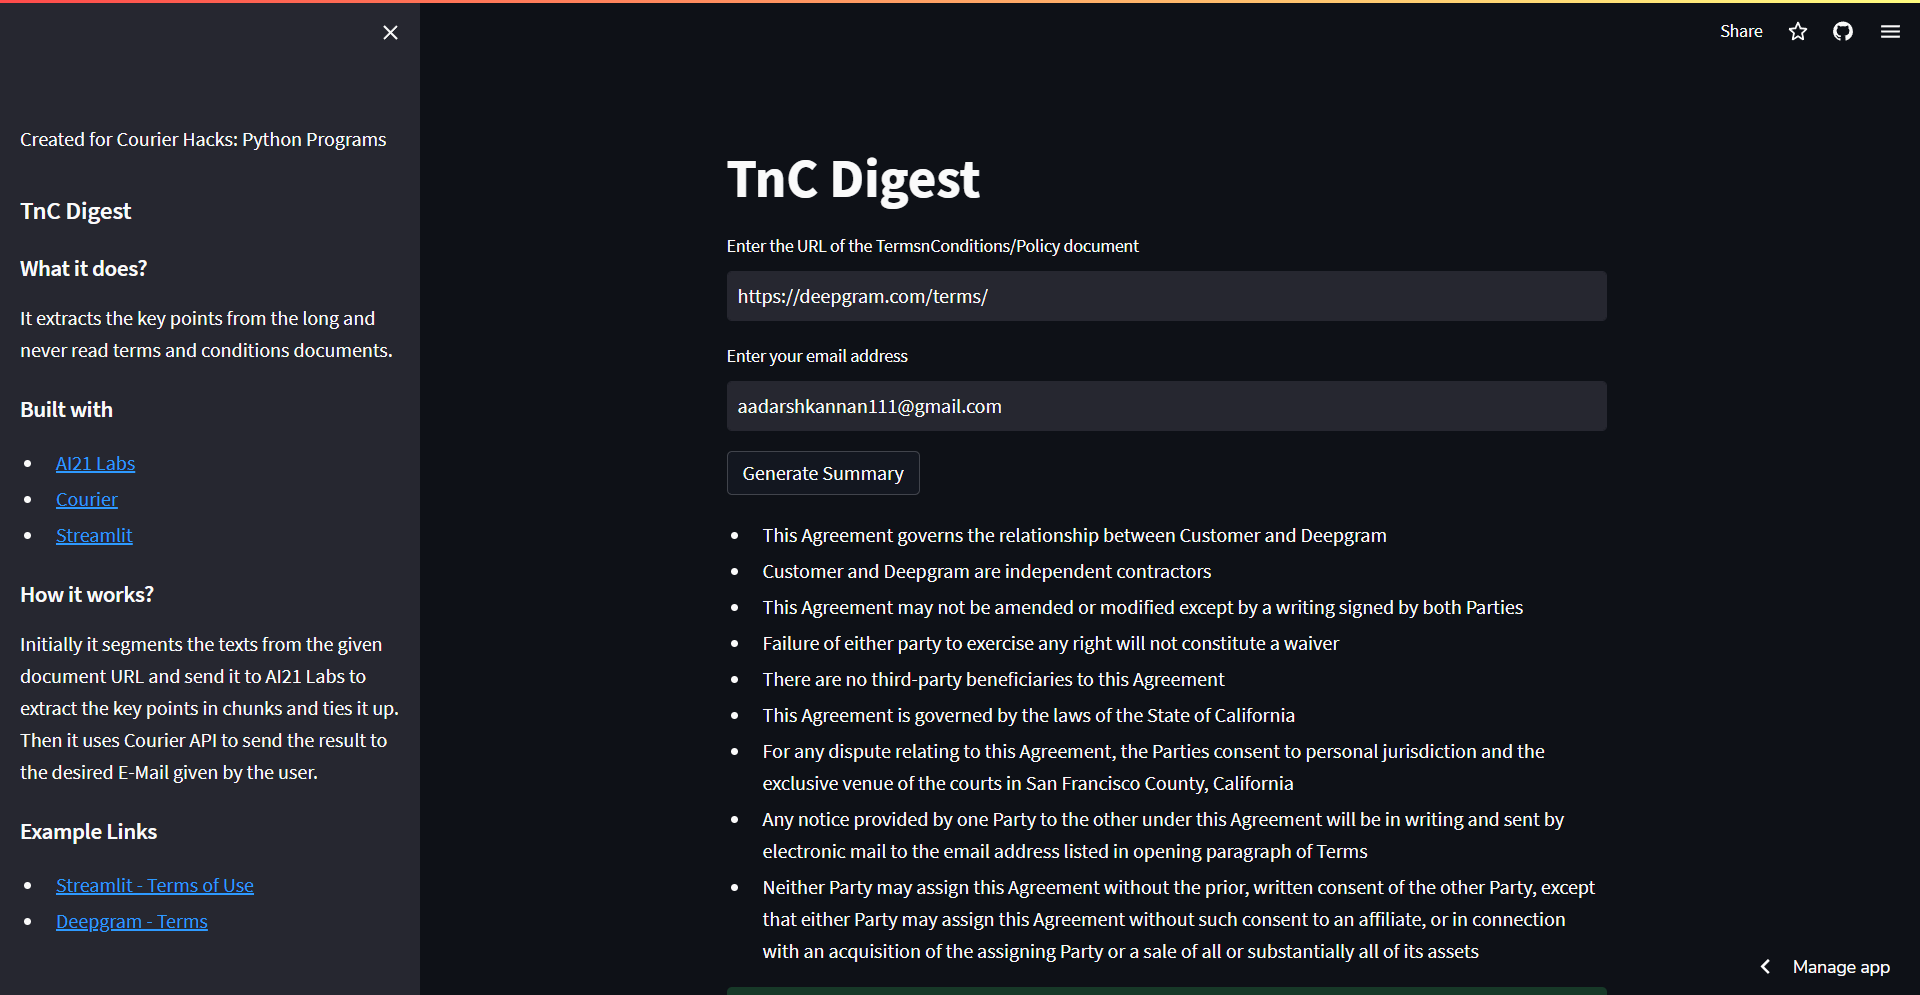 Share
Created for Courier Hacks: Python Programs
TnC Digest
What it does?
It extracts the key points from the long and
never read terms and conditions documents.
Built with
AI21 Labs
Courier
Streamlit
How it works?
Initially it segments the texts from the given
document URL and send it to AI21 Labs to
extract the key points in chunks and ties it up.
Then it uses Courier API to send the result to
the desired E-Mail given by the user.
Example Links
Streamlit - Terms of Use
Deepgram - Terms
TnC Digest
Enter the URL of the TermsnConditions/Policy document
https://deepgram.com/terms/
Enter your email address
aadarshkannan111@gmail.com
Generate Summary
This Agreement governs the relationship between Customer and Deepgram
Customer and Deepgram are independent contractors
This Agreement may not be amended or modified except by a writing signed by both Parties
Failure of either party to exercise any right will not constitute a waiver
There are no third-party beneficiaries to this Agreement
This Agreement is governed by the laws of the State of California
For any dispute relating to this Agreement, the Parties consent to personal jurisdiction and the
exclusive venue of the courts in San Francisco County, California
Any notice provided by one Party to the other under this Agreement will be in writing and sent by
electronic mail to the email address listed in opening paragraph of Terms
Neither Party may assign this Agreement without the prior, written consent of the other Party, except
that either Party may assign this Agreement without such consent to an affiliate, or in connection
with an acquisition of the assigning Party or a sale of all or substantially all of its assets
Manage app